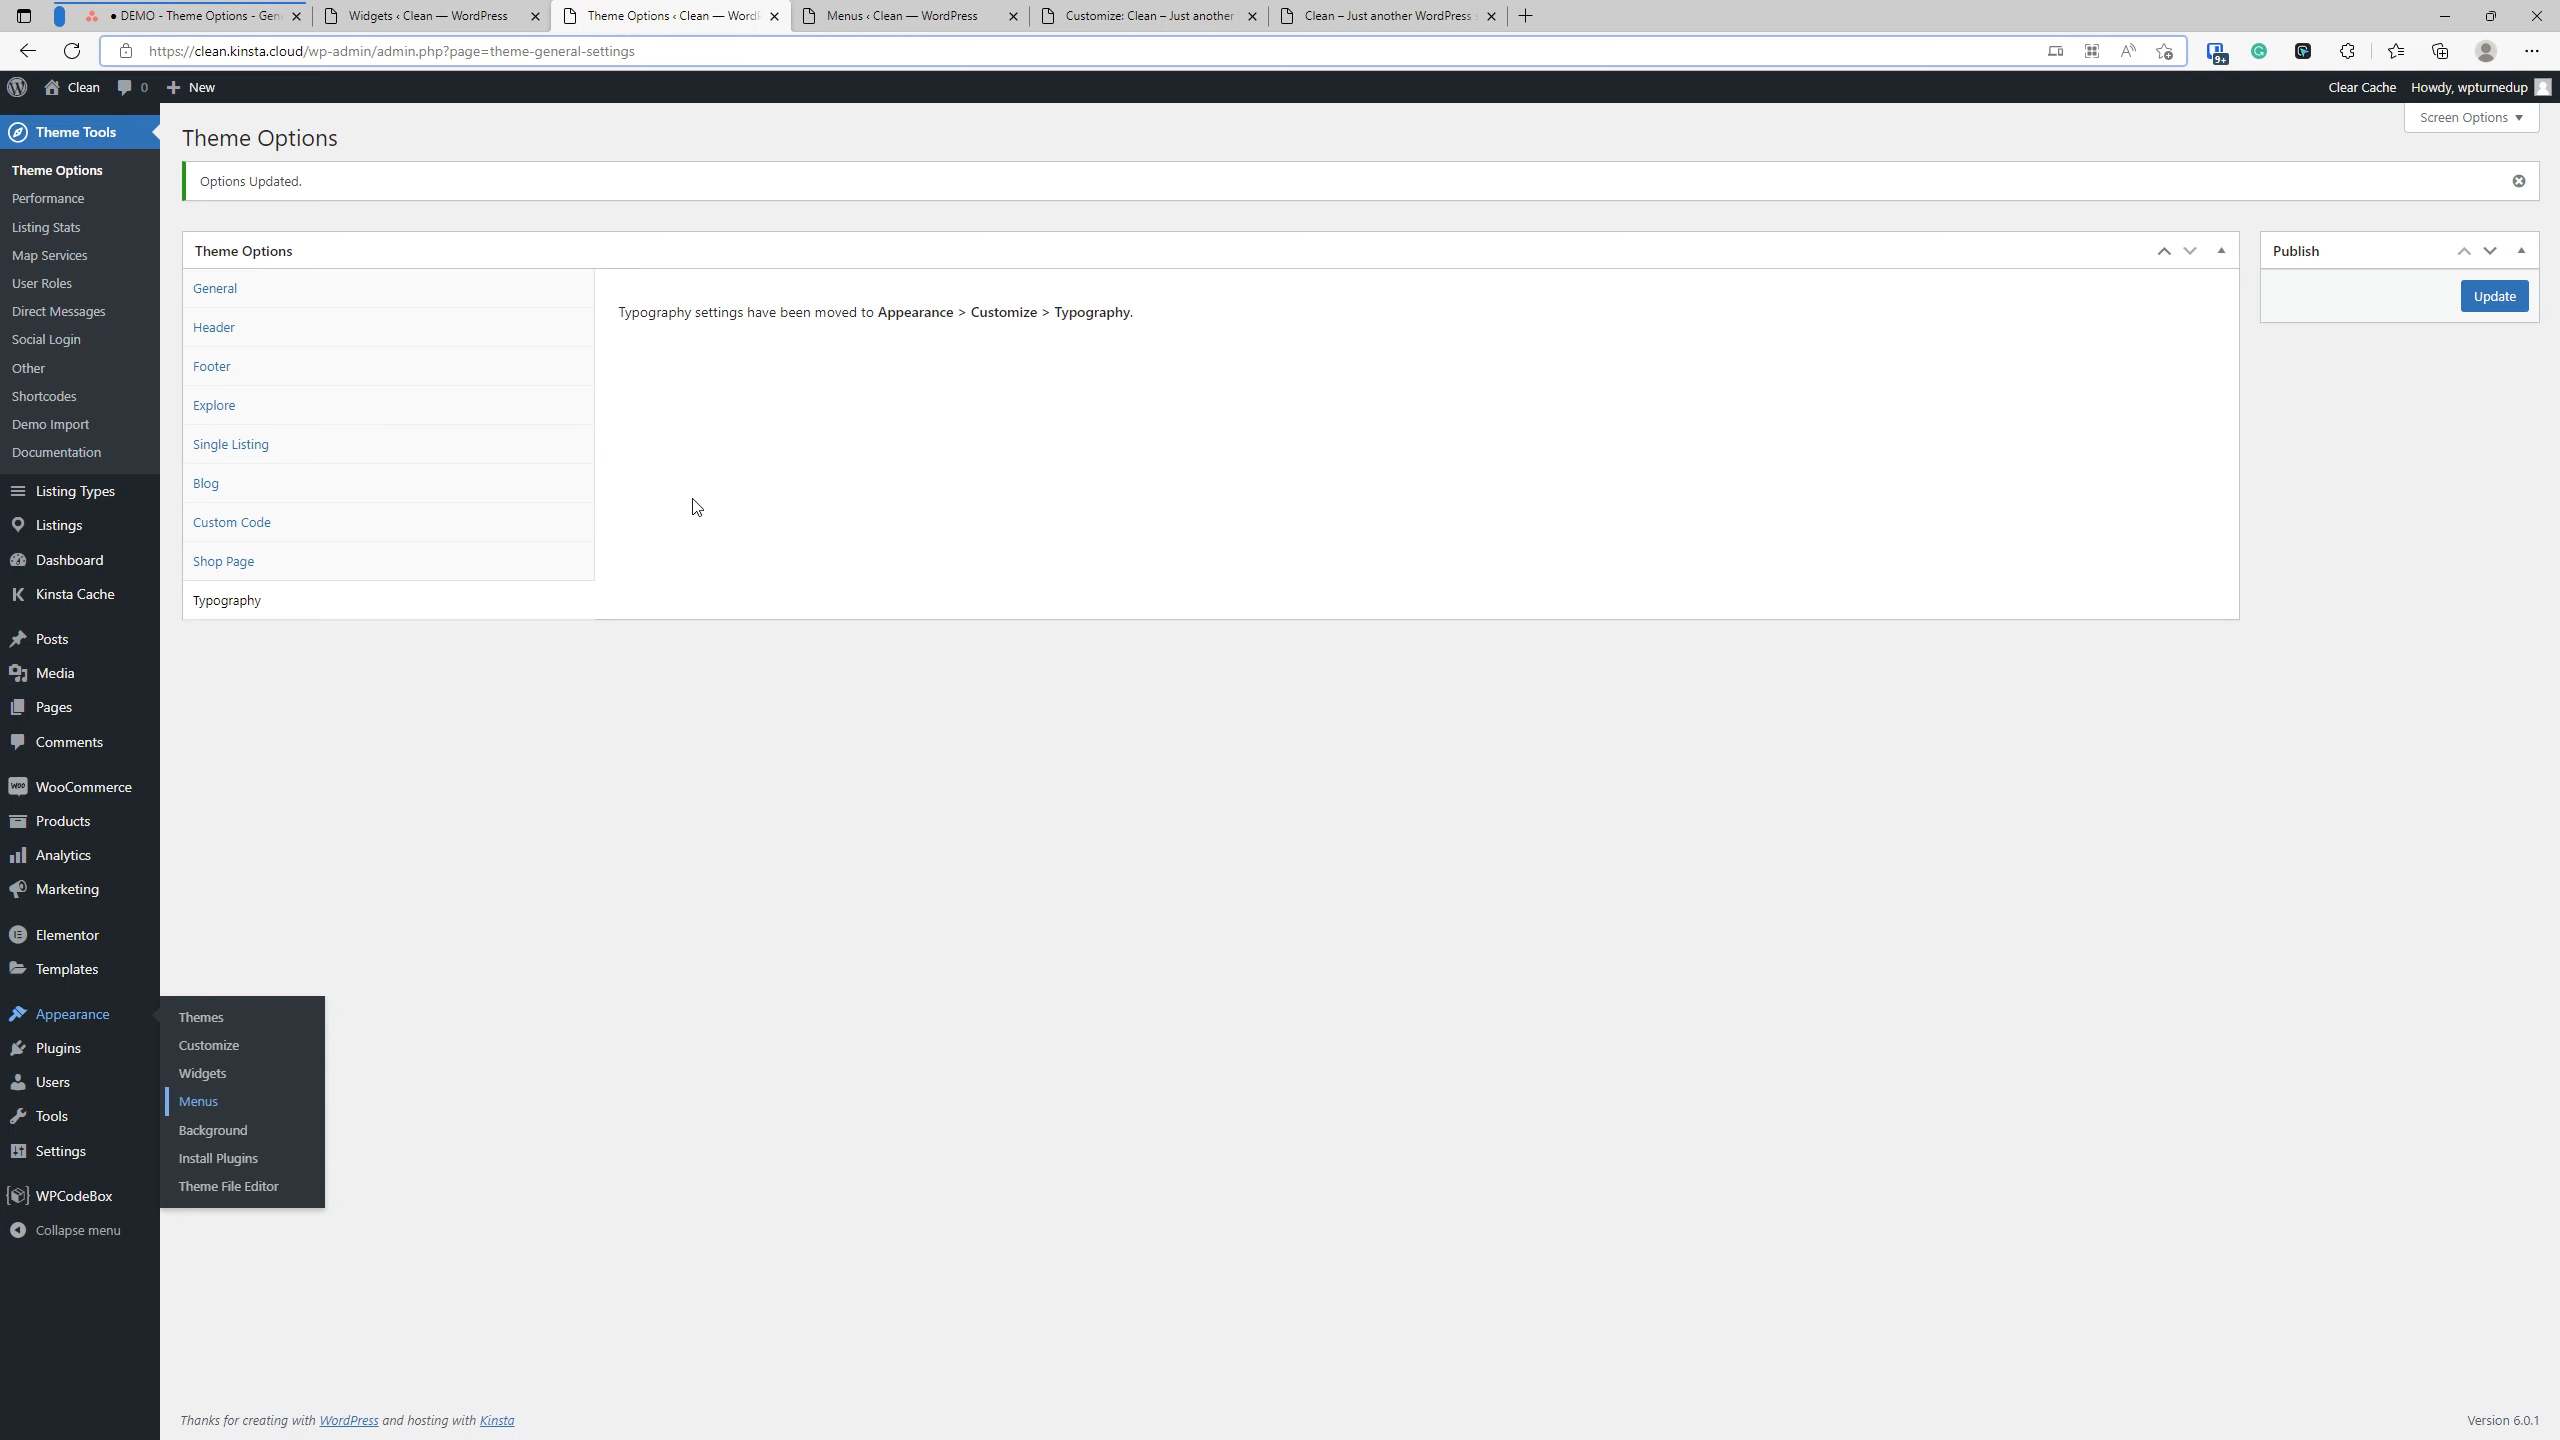 DEMO - Theme Options - Gen
Widgets ‹ Clean — WordPress
Theme Options ‹ Clean — WordP
Menus ‹ Clean — WordPress
Customize: Clean – Just another
Clean – Just another WordPress s
https://clean.kinsta.cloud/wp-admin/admin.php?page=theme-general-settings
9+
Clean
0
New
Clear Cache
Howdy, wpturnedup
Theme Tools
Theme Options
Performance
Listing Stats
Map Services
User Roles
Direct Messages
Social Login
Other
Shortcodes
Demo Import
Documentation
Listing Types
Listings
Dashboard
Kinsta Cache
Posts
Media
Pages
Comments
WooCommerce
Products
Analytics
Marketing
Elementor
Templates
Appearance
Plugins
Users
Tools
Settings
WPCodeBox
Collapse menu
Themes
Customize
Widgets
Menus
Background
Install Plugins
Theme File Editor
Screen Options
Theme Options
Options Updated.
Theme Options
General
Header
Footer
Explore
Single Listing
Blog
Custom Code
Shop Page
Typography
Typography settings have been moved to Appearance > Customize > Typography.
Publish
Update
Thanks for creating with WordPress and hosting with Kinsta
Version 6.0.1